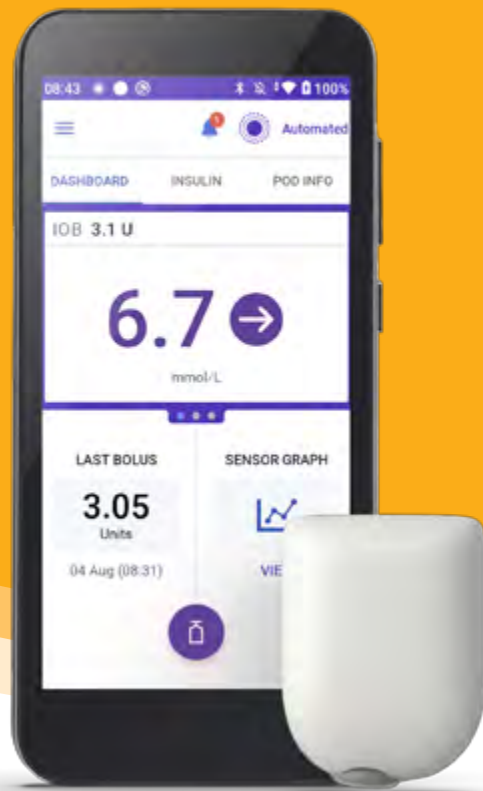 08:43 100%
1
Automated
DASHBOARD INSULIN POD INFO
IOB 3.1 U
6.7
mmol/L
LAST BOLUS SENSOR GRAPH
3.05
Units
04 Aug (08:31)